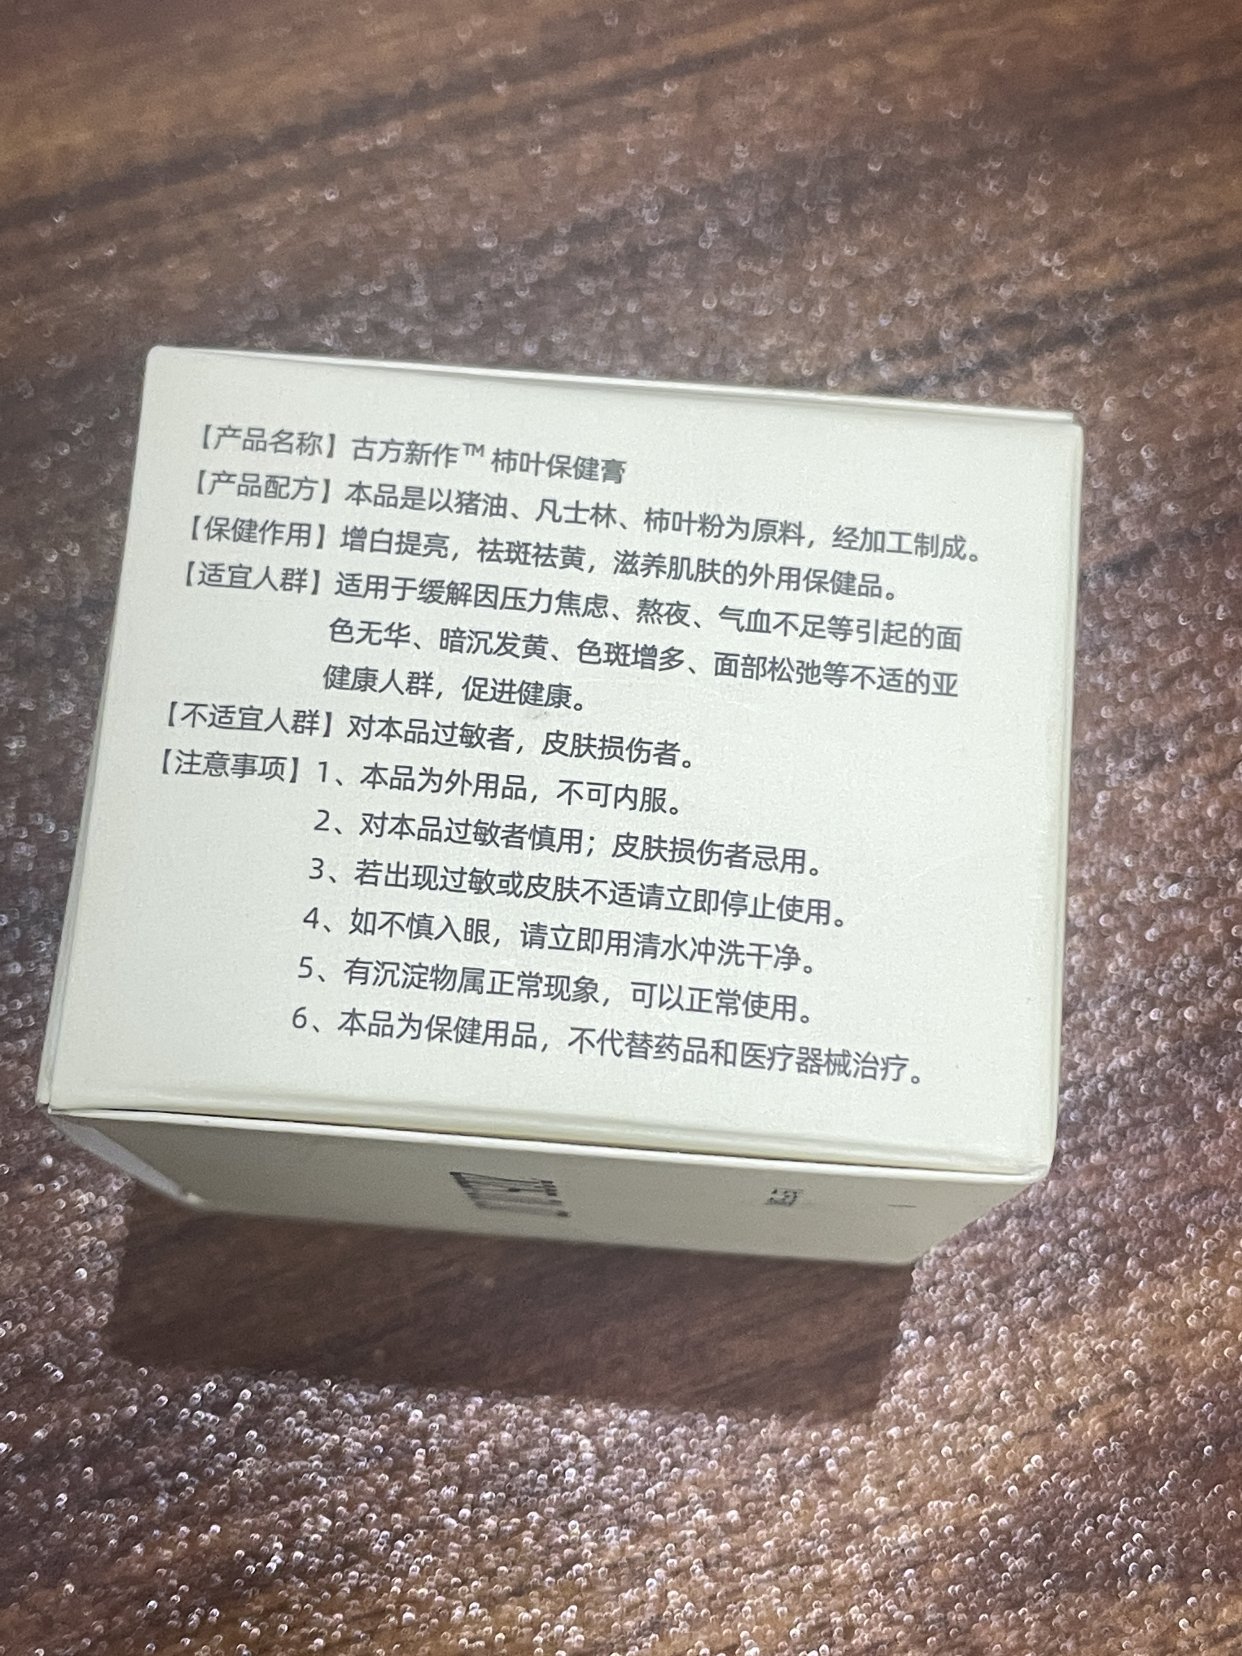 【产品名称】古方新作™ 柿叶保健膏
【产品配方】本品是以猪油、凡士林、柿叶粉为原料，经加工制成。
【保健作用】增白提亮，祛斑祛黄，滋养肌肤的外用保健品。
【适宜人群】适用于缓解因压力焦虑、熬夜、气血不足等引起的面
色无华、暗沉发黄、色斑增多、面部松弛等不适的亚
健康人群，促进健康。
【不适宜人群】对本品过敏者，皮肤损伤者。
【注意事项】1、本品为外用品，不可内服。
2、对本品过敏者慎用；皮肤损伤者忌用。
3、若出现过敏或皮肤不适请立即停止使用。
4、如不慎入眼，请立即用清水冲洗干净。
5、有沉淀物属正常现象，可以正常使用。
6、本品为保健用品，不代替药品和医疗器械治疗。